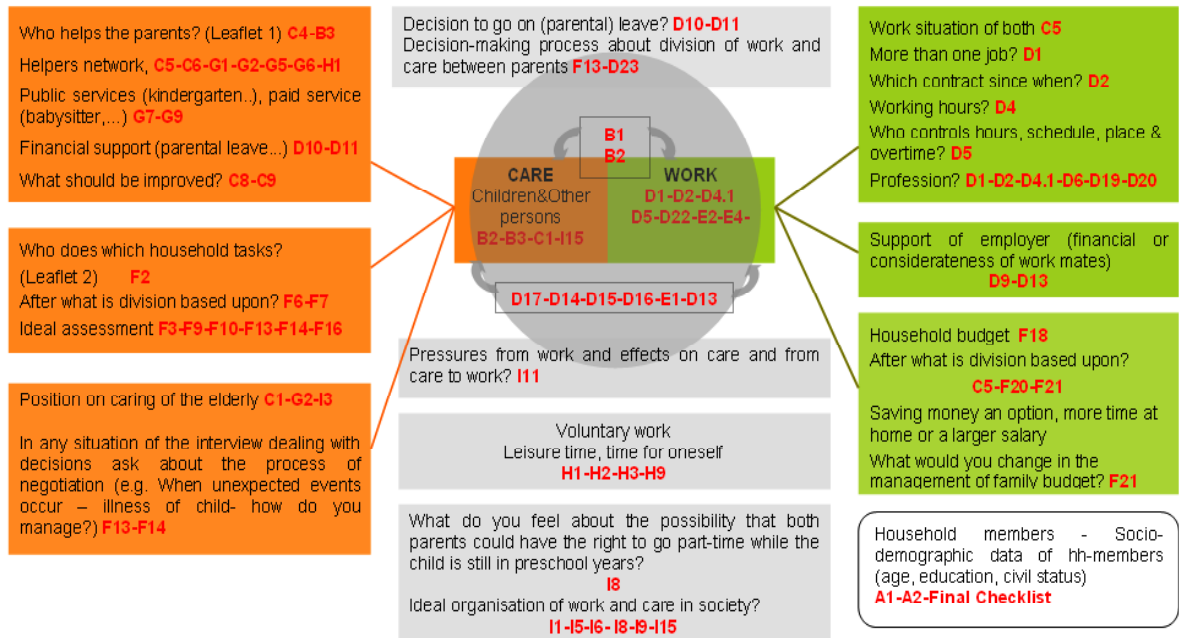 Who helps the parents? (Leaflet 1) C4-B3
Helpers network, C5-C6-G1-G2-G5-G6-H1
Public services (kindergarten..), paid service
(babysitter,...) G7-G9
Financial support (parental leave...) D10-D11
What should be improved? C8-C9
Who does which household tasks?
(Leaflet 2) F2
After what is division based upon? F6-F7
Ideal assessment F3-F9-F10-F13-F14-F16
Position on caring of the elderly C1-G2-I3
In any situation of the interview dealing with
decisions ask about the process of
negotiation (e.g. When unexpected events
occur – illness of child- how do you
manage?) F13-F14
Decision to go on (parental) leave? D10-D11
Decision-making process about division of work and
care between parents F13-D23
B1
B2
CARE
Children&Other
persons
B2-B3-C1-I15
WORK
D1-D2-D4.1
D5-D22-E2-E4-
D17-D14-D15-D16-E1-D13
Pressures from work and effects on care and from
care to work? I11
Voluntary work
Leisure time, time for oneself
H1-H2-H3-H9
What do you feel about the possibility that both
parents could have the right to go part-time while the
child is still in preschool years?
I8
Ideal organisation of work and care in society?
I1-I5-I6- I8-I9-I15
Work situation of both C5
More than one job? D1
Which contract since when? D2
Working hours? D4
Who controls hours, schedule, place &
overtime? D5
Profession? D1-D2-D4.1-D6-D19-D20
Support of employer (financial or
considerateness of work mates)
D9-D13
Household budget F18
After what is division based upon?
C5-F20-F21
Saving money an option, more time at
home or a larger salary
What would you change in the
management of family budget? F21
Household members - Socio-
demographic data of hh-members
(age, education, civil status)
A1-A2-Final Checklist